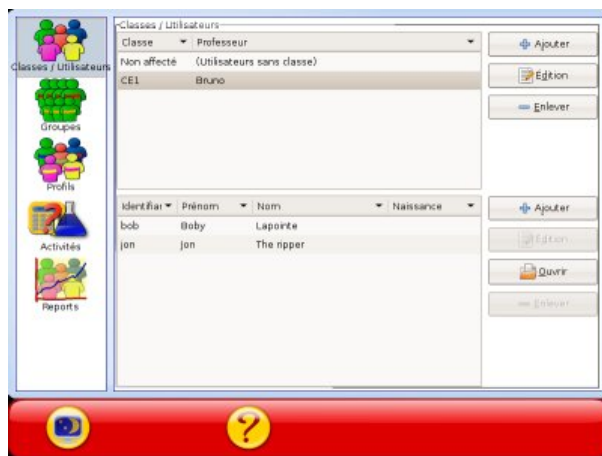 Classes / Utilisateurs
Groupes
Profils
Activités
Reports
Classes / Utilisateurs
Classe Professeur
Non affecté (Utilisateurs sans classe)
CE1 Bruno
Ajouter
Edition
Enlever
Identifiar Prénom Nom Naissance
bob Boby Lapointe
jon Jon The ripper
Ajouter
Edition
Ouvrir
Enlever
?